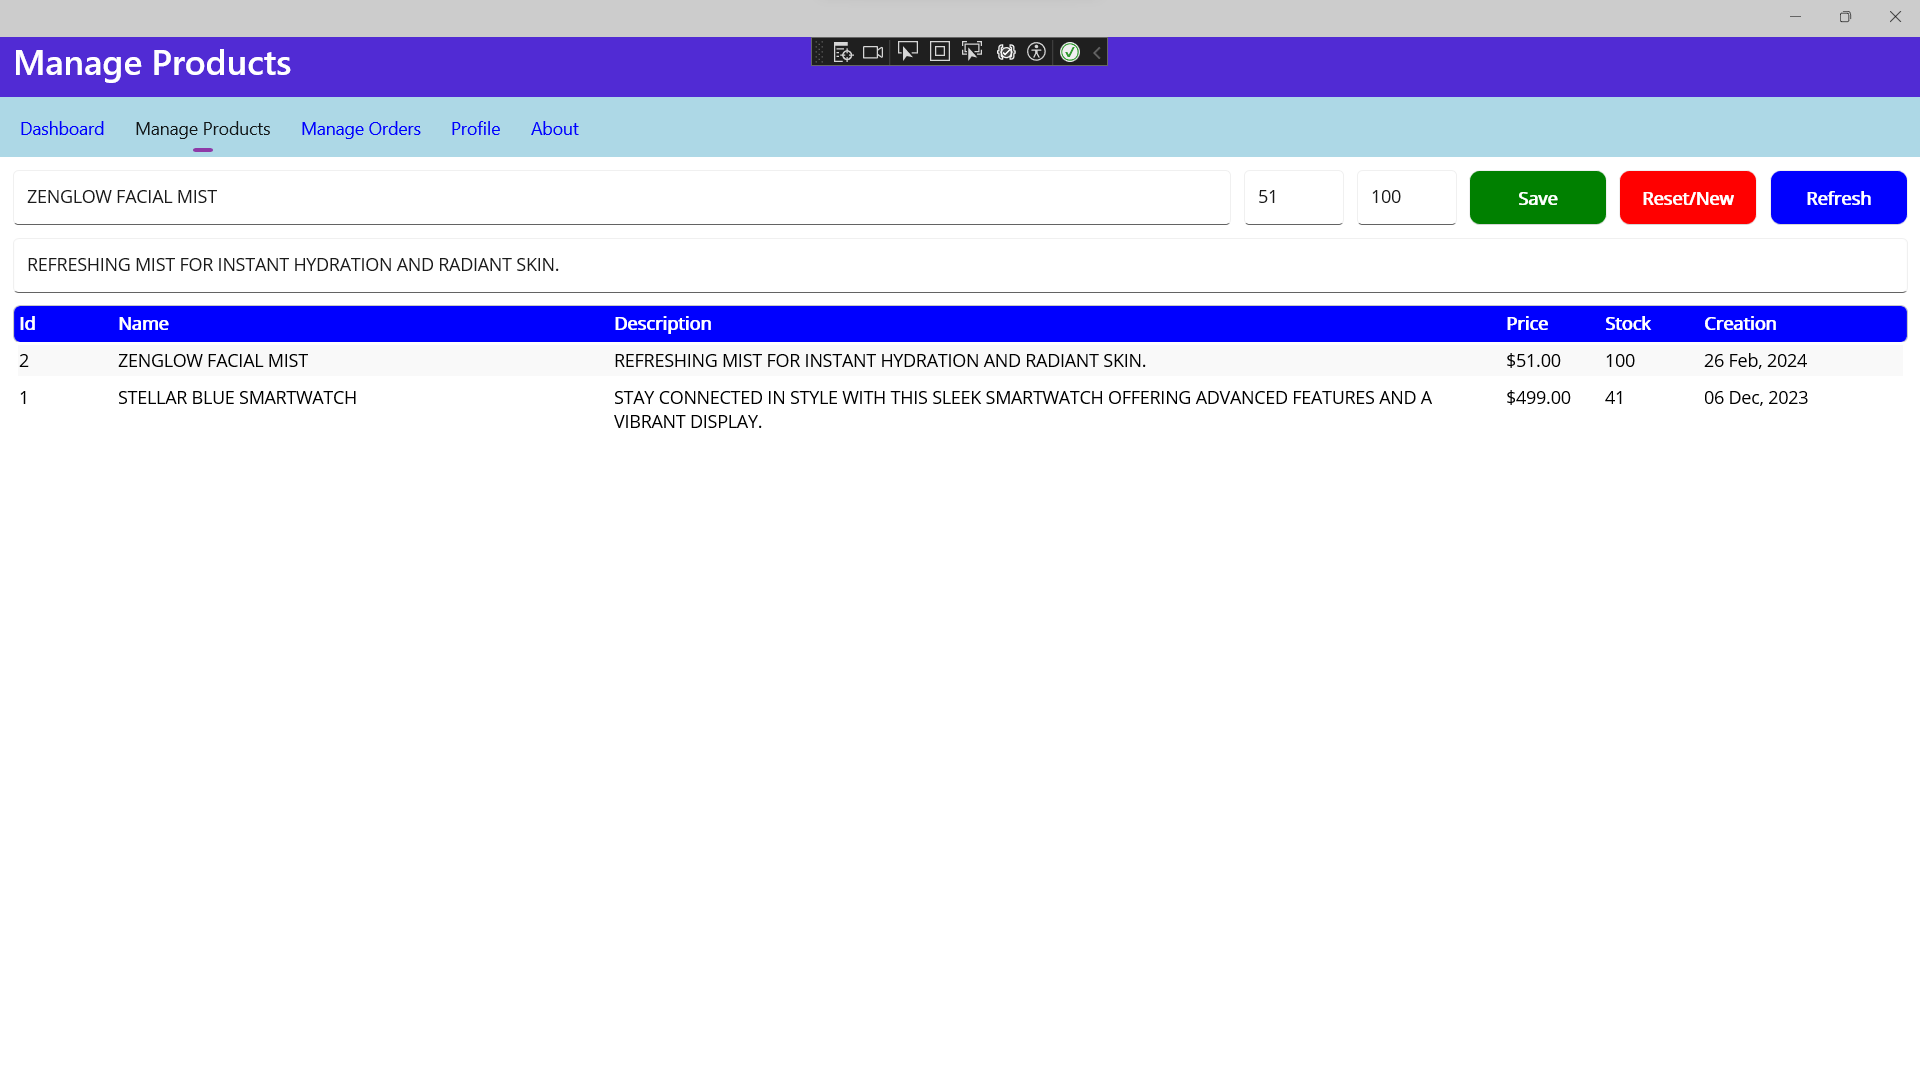 Manage Products
Dashboard Manage Products Manage Orders Profile About
ZENGLOW FACIAL MIST 51 100 Save Reset/New Refresh
REFRESHING MIST FOR INSTANT HYDRATION AND RADIANT SKIN.
Id Name Description Price Stock Creation
2 ZENGLOW FACIAL MIST REFRESHING MIST FOR INSTANT HYDRATION AND RADIANT SKIN. $51.00 100 26 Feb, 2024
1 STELLAR BLUE SMARTWATCH STAY CONNECTED IN STYLE WITH THIS SLEEK SMARTWATCH OFFERING ADVANCED FEATURES AND A $499.00 41 06 Dec, 2023
VIBRANT DISPLAY.